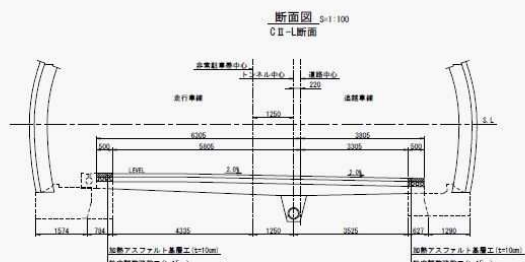 断面図 S=1:100
CⅡ-L断面
非常駐車帯中心
トンネル中心 道路中心
220
走行車線 追越車線
1250
S.L
6305 3805
500 5805 3305 500
LEVEL 2.0% 2.0%
1574 704 4335 1250 3525 627 1290
加熱アスファルト基層工(t=10cm) 加熱アスファルト基層工(t=10cm)